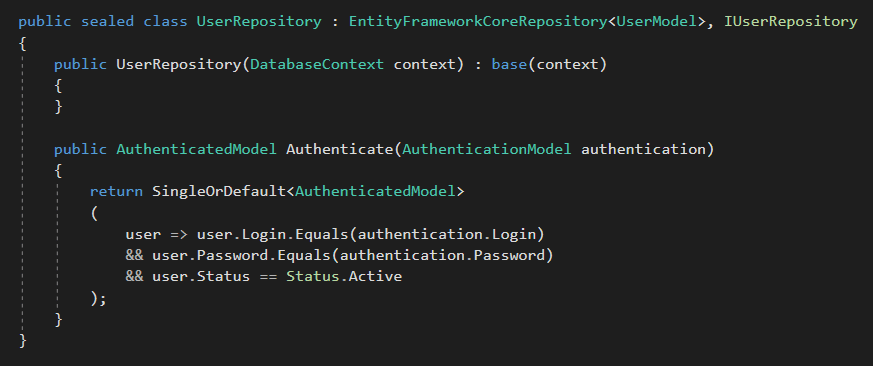 public sealed class UserRepository : EntityFrameworkCoreRepository<UserModel>, IUserRepository
{
    public UserRepository(DatabaseContext context) : base(context)
    {
    }

    public AuthenticatedModel Authenticate(AuthenticationModel authentication)
    {
        return SingleOrDefault<AuthenticatedModel>
        (
            user => user.Login.Equals(authentication.Login)
            && user.Password.Equals(authentication.Password)
            && user.Status == Status.Active
        );
    }
}